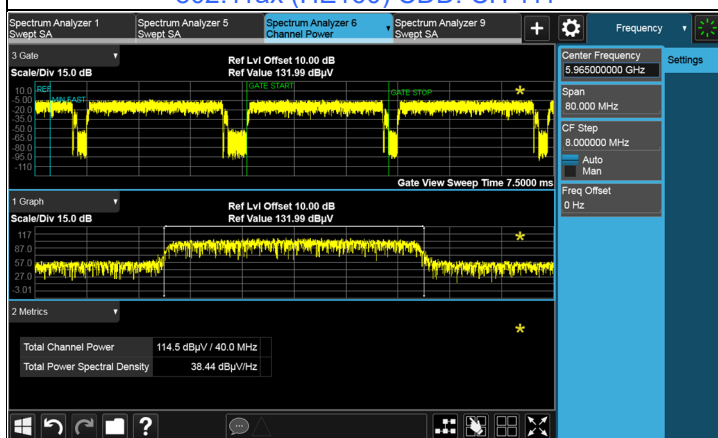 Spectrum Analyzer 1
Swept SA
Spectrum Analyzer 5
Swept SA
Spectrum Analyzer 6
Channel Power
Spectrum Analyzer 9
Swept SA
+
Frequency
3 Gate
Scale/Div 15.0 dB
Ref Lvl Offset 10.00 dB
Ref Value 131.99 dBµV
10.0
-5.00
-20.0
-35.0
-50.0
-65.0
-80.0
-95.0
-110
REF
MIN FAST
GATE START
GATE STOP
Gate View Sweep Time 7.5000 ms
1 Graph
Scale/Div 15.0 dB
Ref Lvl Offset 10.00 dB
Ref Value 131.99 dBµV
117
87.0
57.0
27.0
-3.01
2 Metrics
Total Channel Power 114.5 dBµV / 40.0 MHz
Total Power Spectral Density 38.44 dBµV/Hz
Center Frequency
5.965000000 GHz
Settings
Span
80.000 MHz
CF Step
8.000000 MHz
Auto
Man
Freq Offset
0 Hz
?